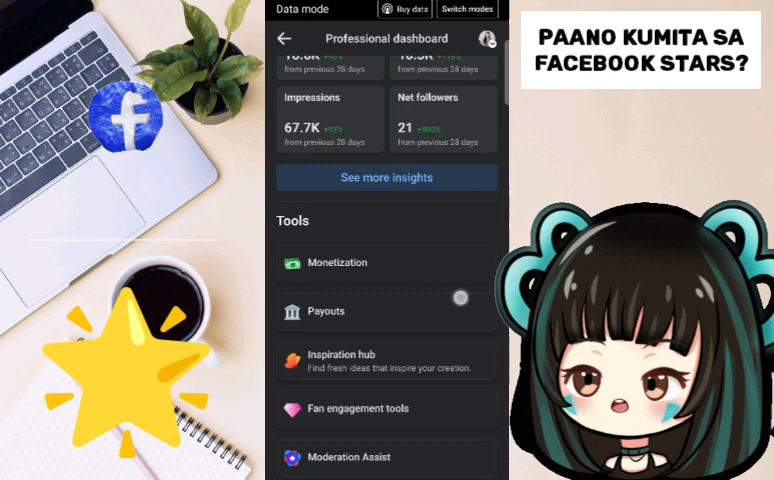 Data mode
Buy data
Switch modes
Professional dashboard
from previous 28 days
from previous 28 days
Impressions
67.7K +93%
from previous 28 days
Net followers
21 +800%
from previous 28 days
See more insights
Tools
Monetization
Payouts
Inspiration hub
Find fresh ideas that inspire your creation.
Fan engagement tools
Moderation Assist
PAANO KUMITA SA
FACEBOOK STARS?